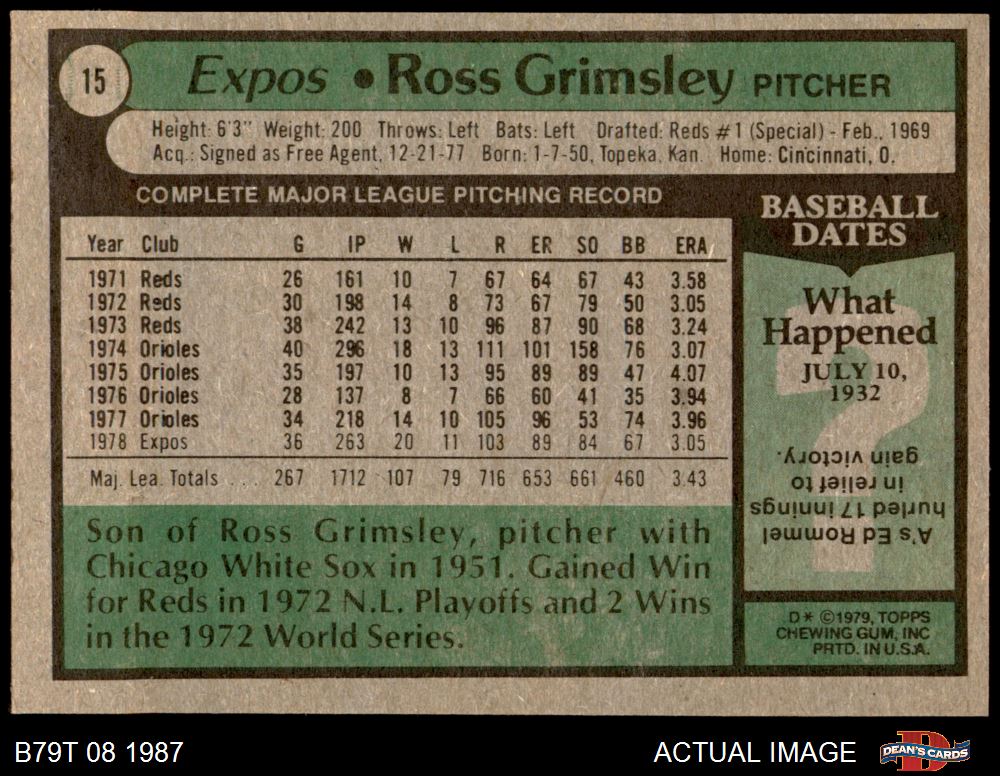 15
Expos • Ross Grimsley PITCHER
Height: 6'3" Weight: 200 Throws: Left Bats: Left Drafted: Reds #1 (Special) - Feb., 1969
Acq.: Signed as Free Agent, 12-21-77 Born: 1-7-50, Topeka, Kan. Home: Cincinnati, O.
COMPLETE MAJOR LEAGUE PITCHING RECORD
Year Club G IP W L R ER SO BB ERA
1971 Reds 26 161 10 7 67 64 67 43 3.58
1972 Reds 30 198 14 8 73 67 79 50 3.05
1973 Reds 38 242 13 10 96 87 90 68 3.24
1974 Orioles 40 296 18 13 111 101 158 76 3.07
1975 Orioles 35 197 10 13 95 89 89 47 4.07
1976 Orioles 28 137 8 7 66 60 41 35 3.94
1977 Orioles 34 218 14 10 105 96 53 74 3.96
1978 Expos 36 263 20 11 103 89 84 67 3.05
Maj. Lea. Totals . . . 267 1712 107 79 716 653 661 460 3.43
Son of Ross Grimsley, pitcher with
Chicago White Sox in 1951. Gained Win
for Reds in 1972 N.L. Playoffs and 2 Wins
in the 1972 World Series.
BASEBALL
DATES
What
Happened
JULY 10,
1932
?
A's Ed Rommel
hurled 17 innings
in relief to
gain victory.
D* ©1979, TOPPS
CHEWING GUM, INC
PRTD. IN U.S.A.
B79T 08 1987
ACTUAL IMAGE
D
DEAN'S CARDS